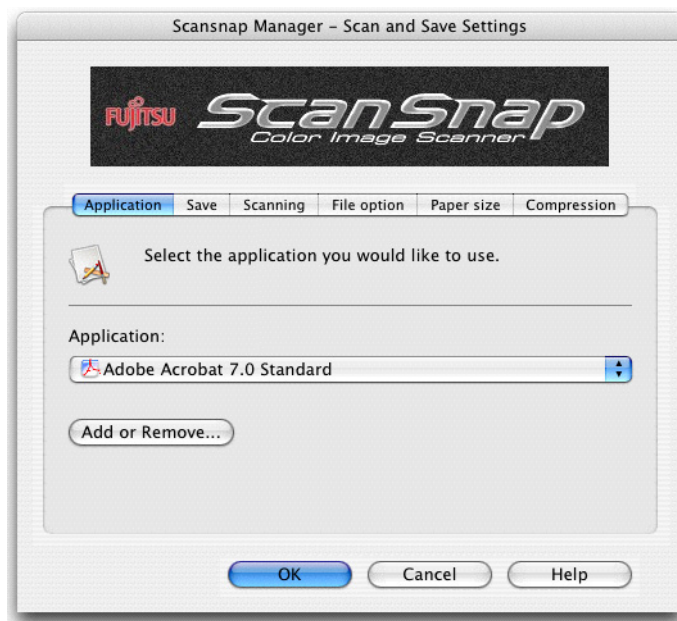 Scansnap Manager – Scan and Save Settings
FUJITSU ScanSnap
Color Image Scanner
Application Save Scanning File option Paper size Compression
Select the application you would like to use.
Application:
Adobe Acrobat 7.0 Standard
Add or Remove...
OK Cancel Help